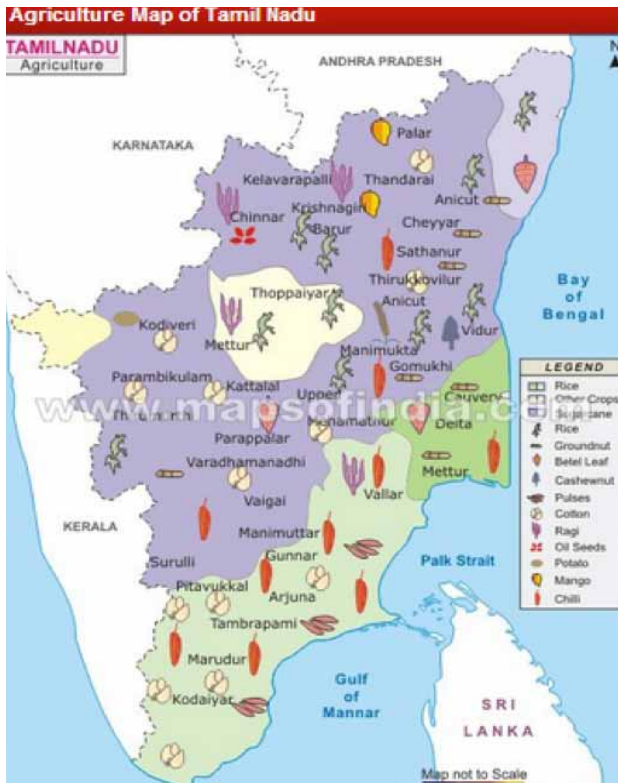 Agriculture Map of Tamil Nadu
TAMILNADU
Agriculture
N
ANDHRA PRADESH
KARNATAKA
Palar
Kelavarapalli
Thandarai
Krishnagiri
Anicut
Chinnar
Barur
Cheyyar
Sathanur
Thirukkovilur
Bay
of
Bengal
Thoppaiyar
Anicut
Kodiveri
Mettur
Vidur
Manimukta
Gomukhi
Parambikulam
Kattalai
Upper
Cauvery
www.mapsofindia.com
Parappalar
Delta
Varadhamanadhi
Mettur
Vaigai
Vallar
KERALA
Manimuttar
Surulli
Gunnar
Palk Strait
Pitavukkal
Arjuna
Tambrapami
Marudur
Kodaiyar
Gulf
of
Mannar
SRI
LANKA
Map not to Scale
LEGEND
Rice
Other Crops
Sugarcane
Rice
Groundnut
Betel Leaf
Cashewnut
Pulses
Cotton
Ragi
Oil Seeds
Potato
Mango
Chilli